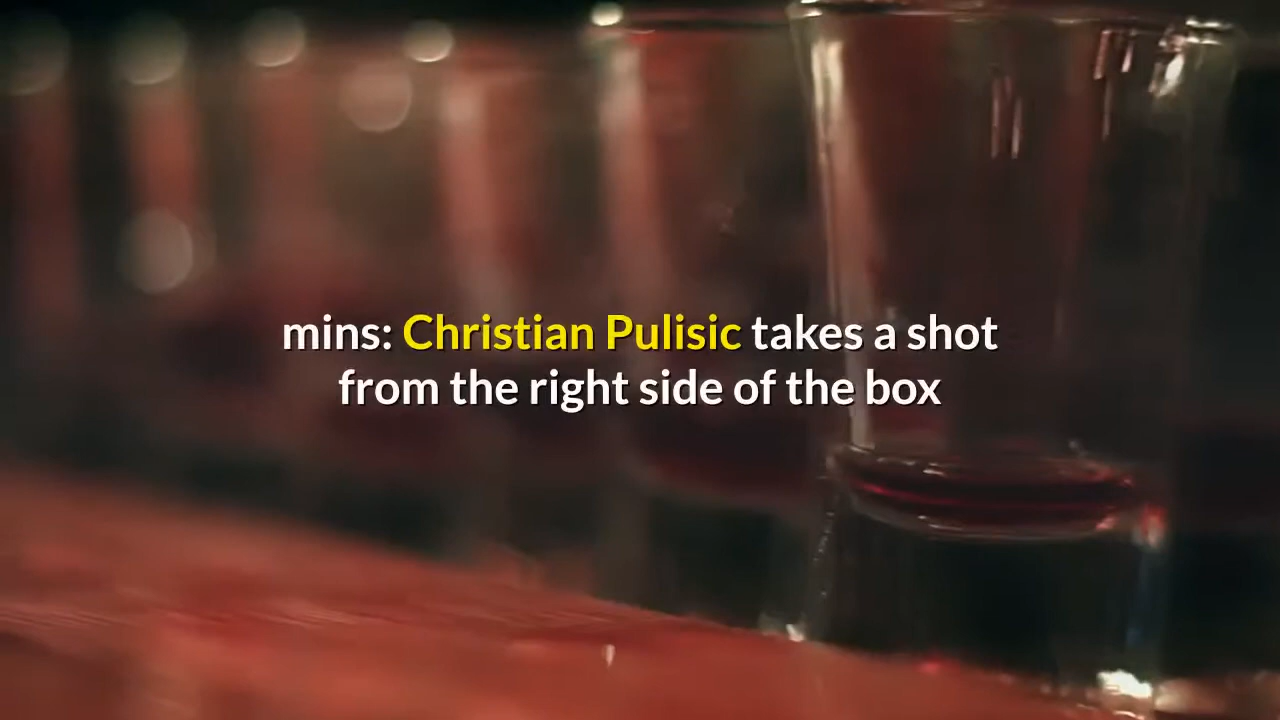 mins: Christian Pulisic takes a shot
from the right side of the box